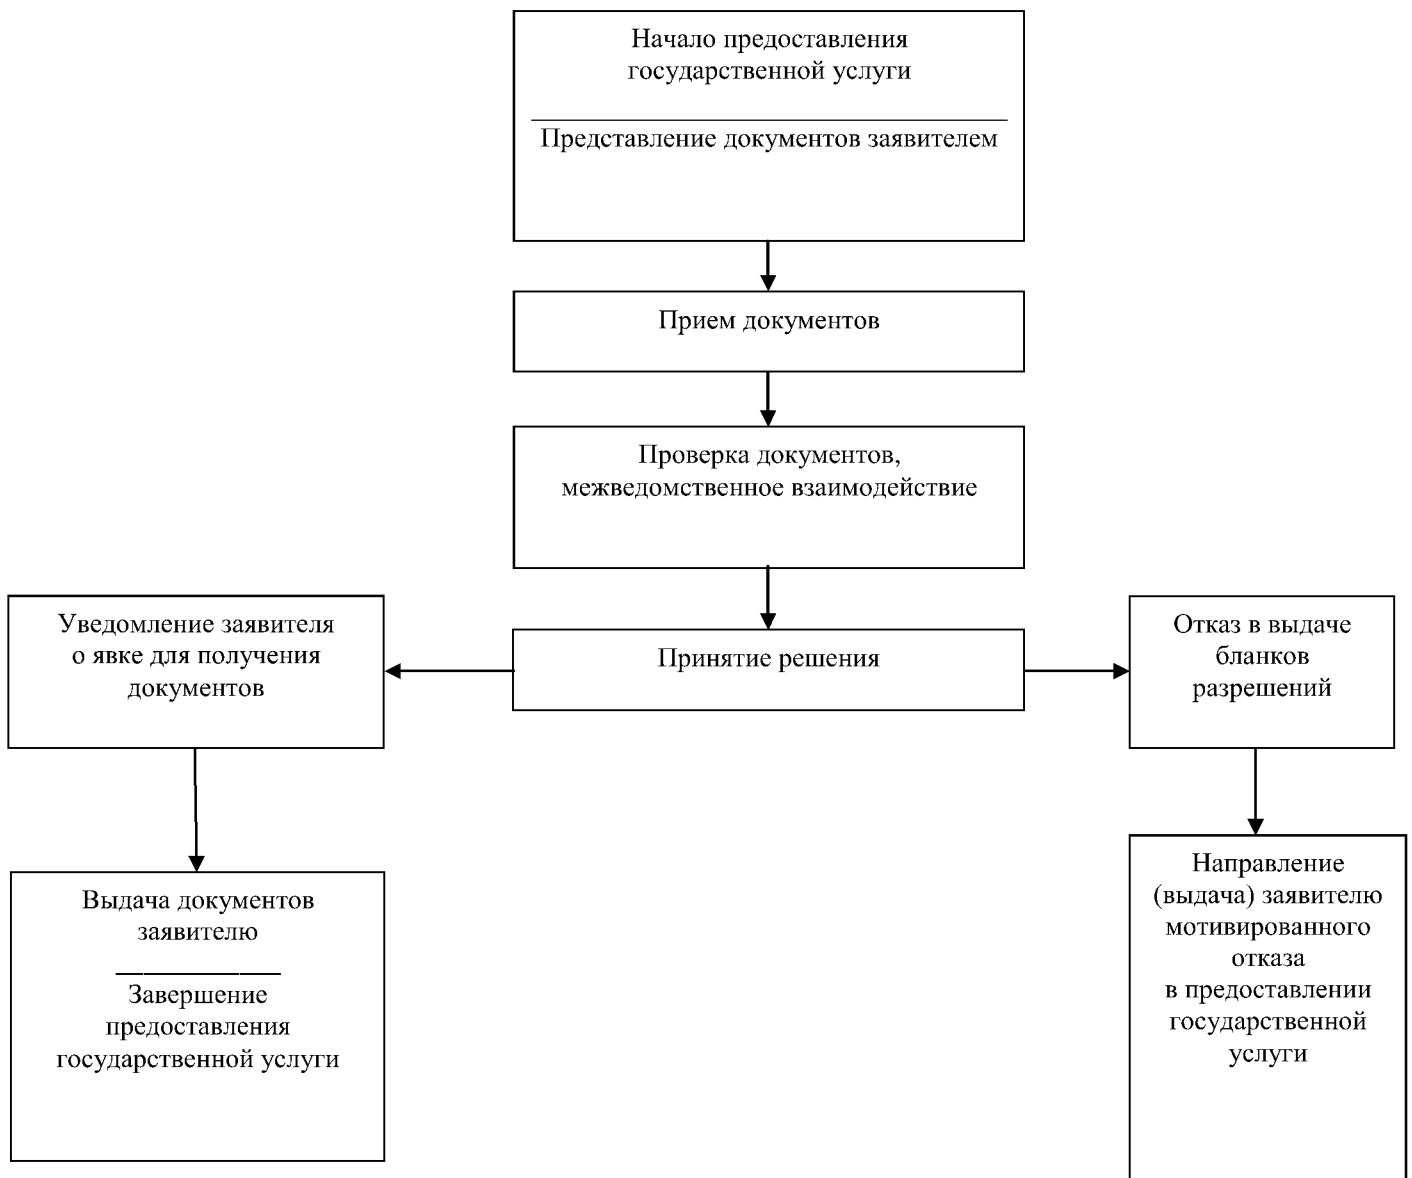 Начало предоставления
государственной услуги
Представление документов заявителем
Прием документов
Проверка документов,
межведомственное взаимодействие
Принятие решения
Уведомление заявителя
о явке для получения
документов
Выдача документов
заявителю
Завершение
предоставления
государственной услуги
Отказ в выдаче
бланков
разрешений
Направление
(выдача) заявителю
мотивированного
отказа
в предоставлении
государственной
услуги